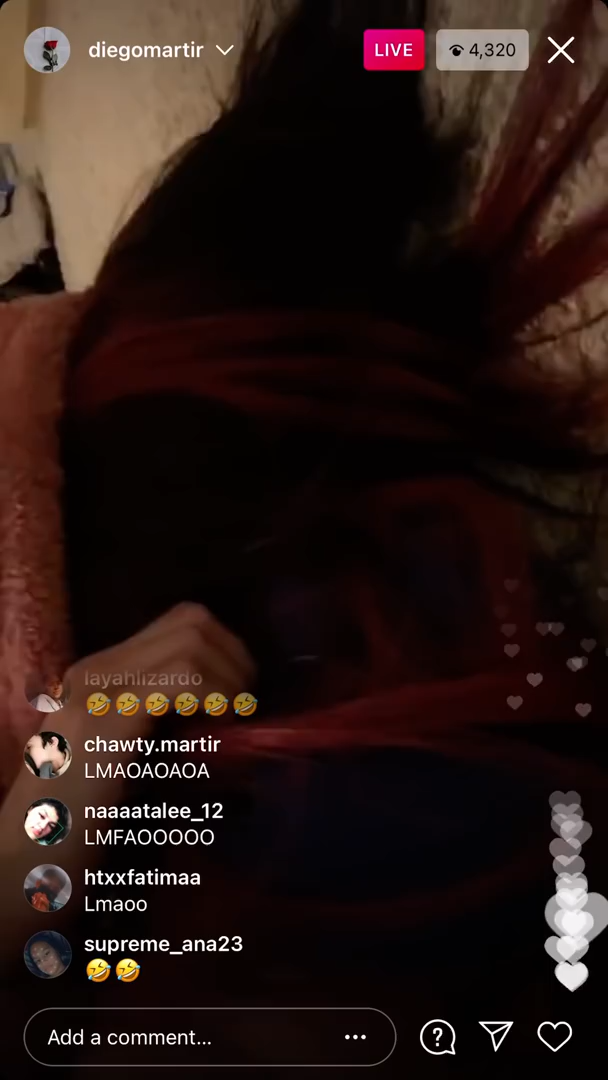 diegomartir
LIVE
4,320
layahlizardo
🤣🤣🤣🤣🤣🤣
chawty.martir
LMAOAOAOA
naaaatalee_12
LMFAOOOOO
htxxfatimaa
Lmaoo
supreme_ana23
🤣🤣
Add a comment...